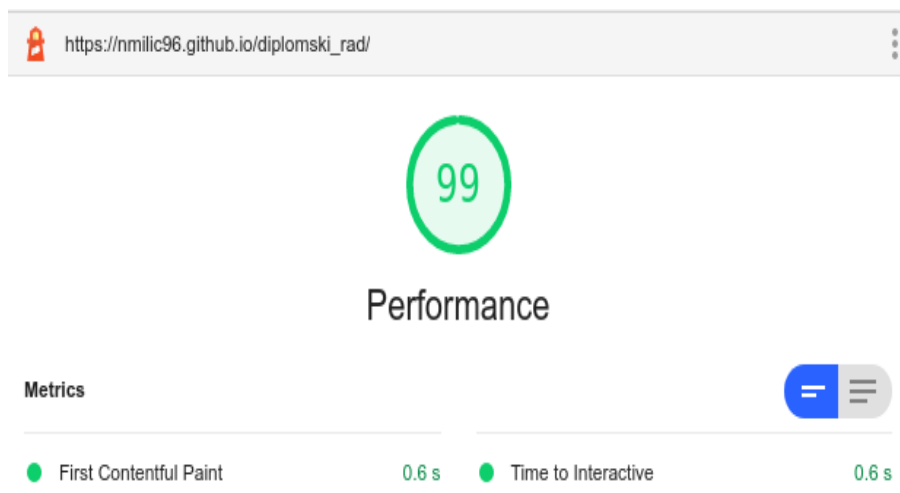 https://nmilic96.github.io/diplomski_rad/
99
Performance
Metrics
First Contentful Paint 0.6 s
Time to Interactive 0.6 s